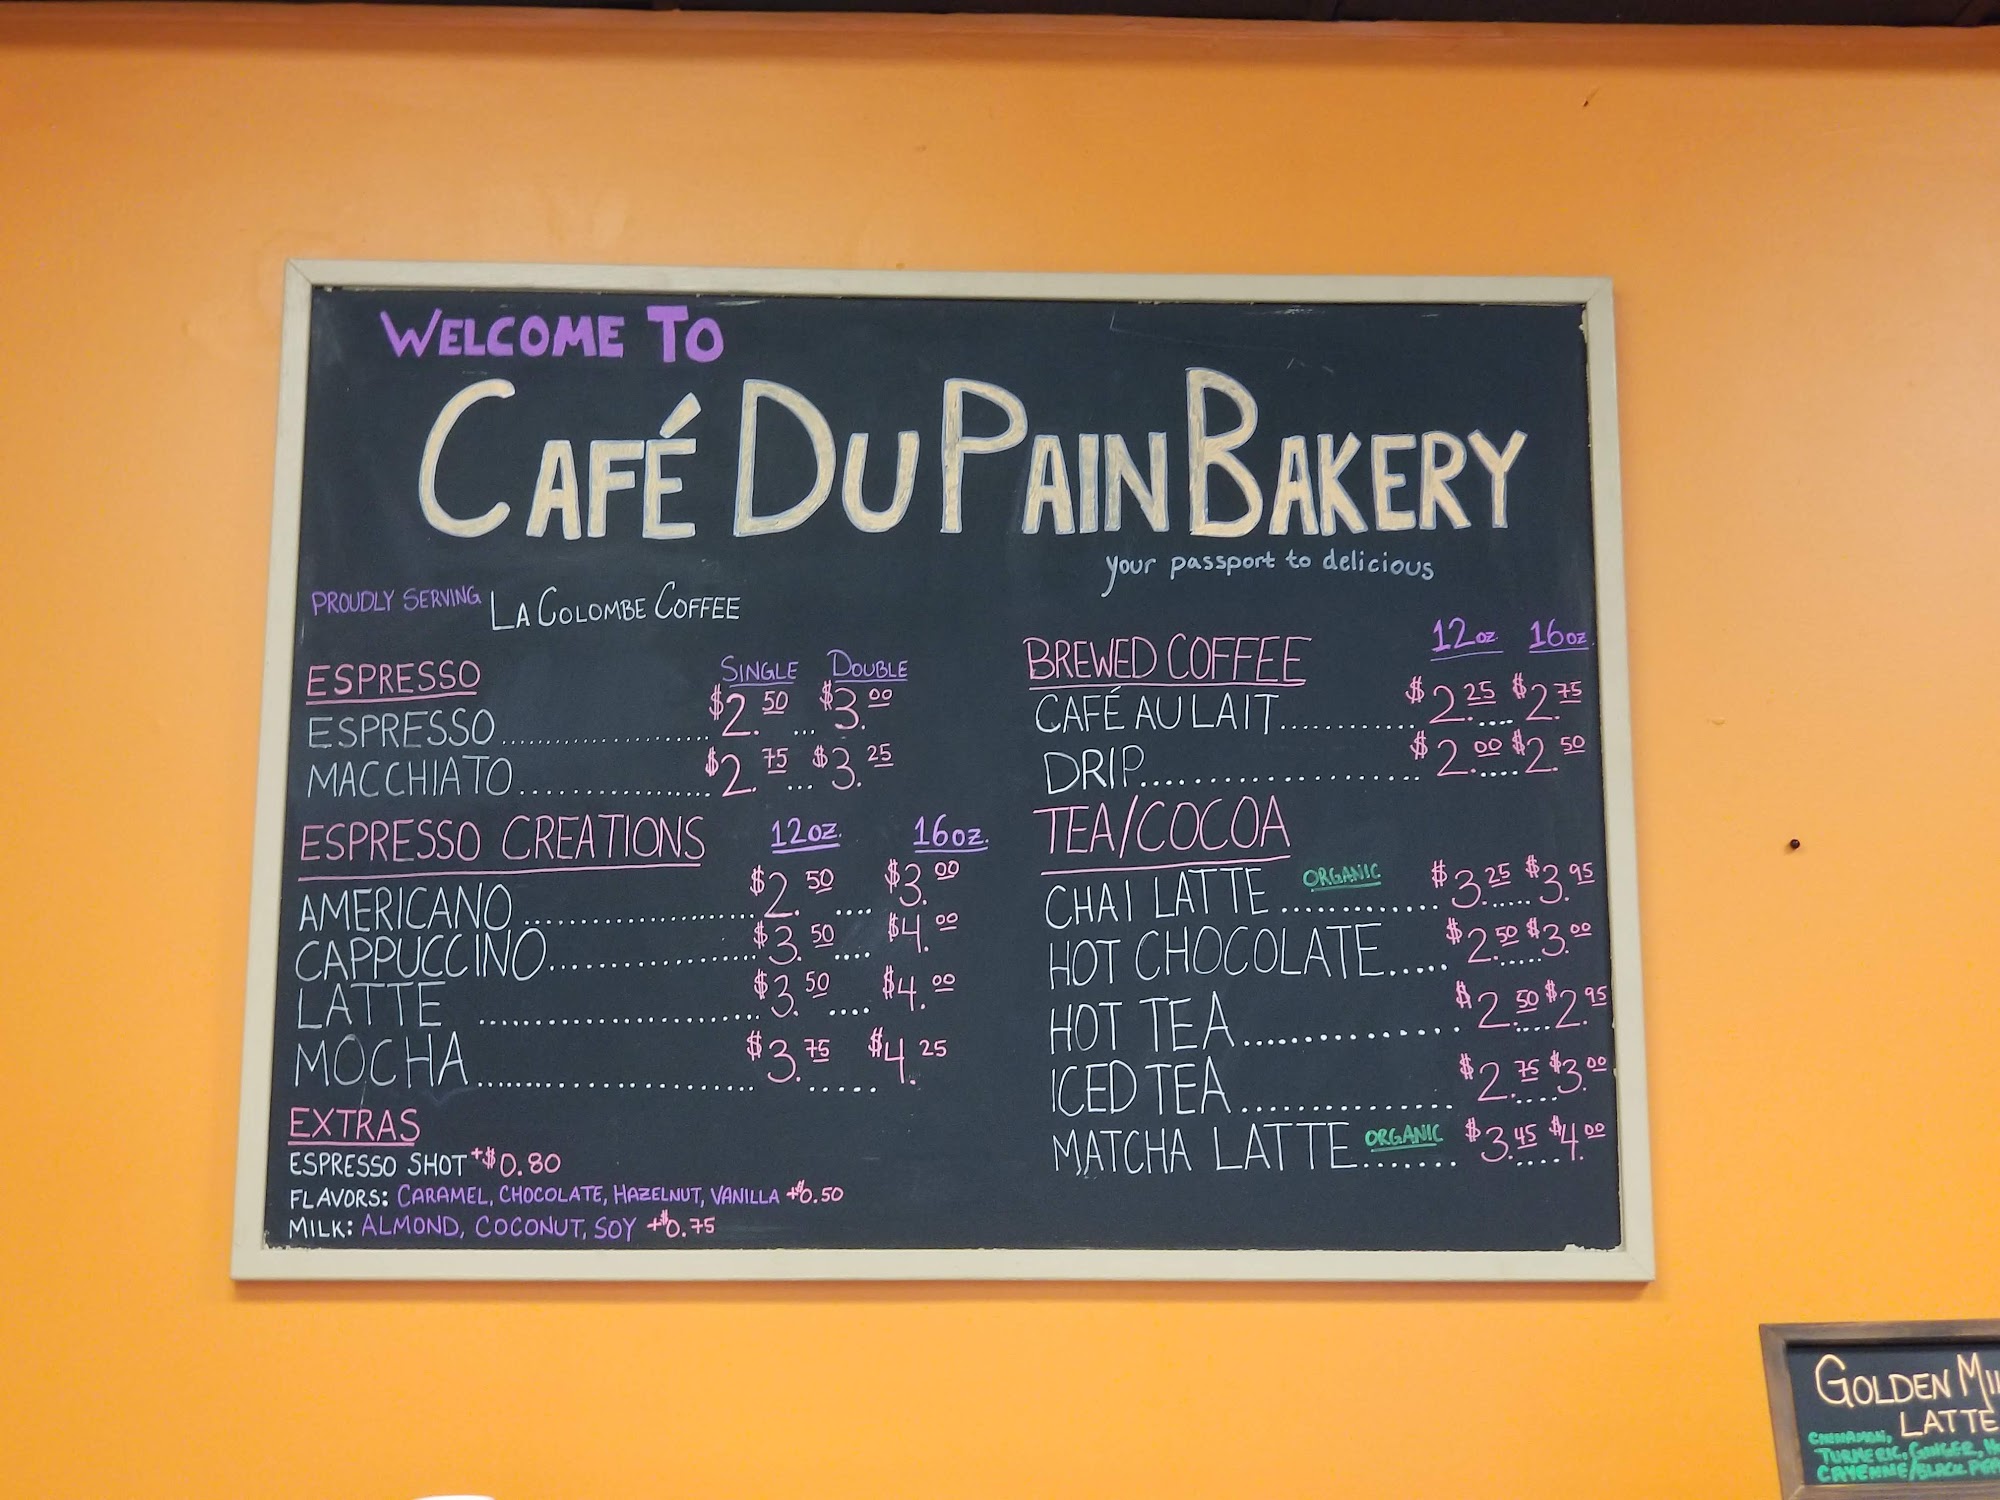 WELCOME TO
CAFÉ DU PAIN BAKERY
your passport to delicious
PROUDLY SERVING LA COLOMBE COFFEE
ESPRESSO SINGLE DOUBLE
ESPRESSO $2.50 $3.00
MACCHIATO $2.75 $3.25
ESPRESSO CREATIONS 12oz. 16oz.
AMERICANO $2.50 $3.00
CAPPUCCINO $3.50 $4.00
LATTE $3.50 $4.00
MOCHA $3.75 $4.25
EXTRAS
ESPRESSO SHOT +$0.80
FLAVORS: CARAMEL, CHOCOLATE, HAZELNUT, VANILLA +$0.50
MILK: ALMOND, COCONUT, SOY +$0.75
BREWED COFFEE 12oz 16oz
CAFÉ AU LAIT $2.25 $2.75
DRIP $2.00 $2.50
TEA/COCOA
CHAI LATTE ORGANIC $3.25 $3.95
HOT CHOCOLATE $2.50 $3.00
HOT TEA $2.50 $2.95
ICED TEA $2.75 $3.00
MATCHA LATTE ORGANIC $3.45 $4.00
GOLDEN
LATTE
CINNAMON,
TURMERIC, GINGER,
CAYENNE/BLACK